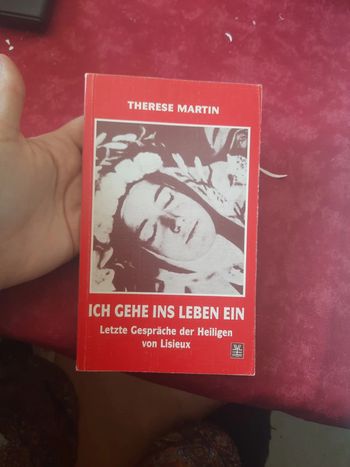 THERESE MARTIN
ICH GEHE INS LEBEN EIN
Letzte Gespräche der Heiligen
von Lisieux